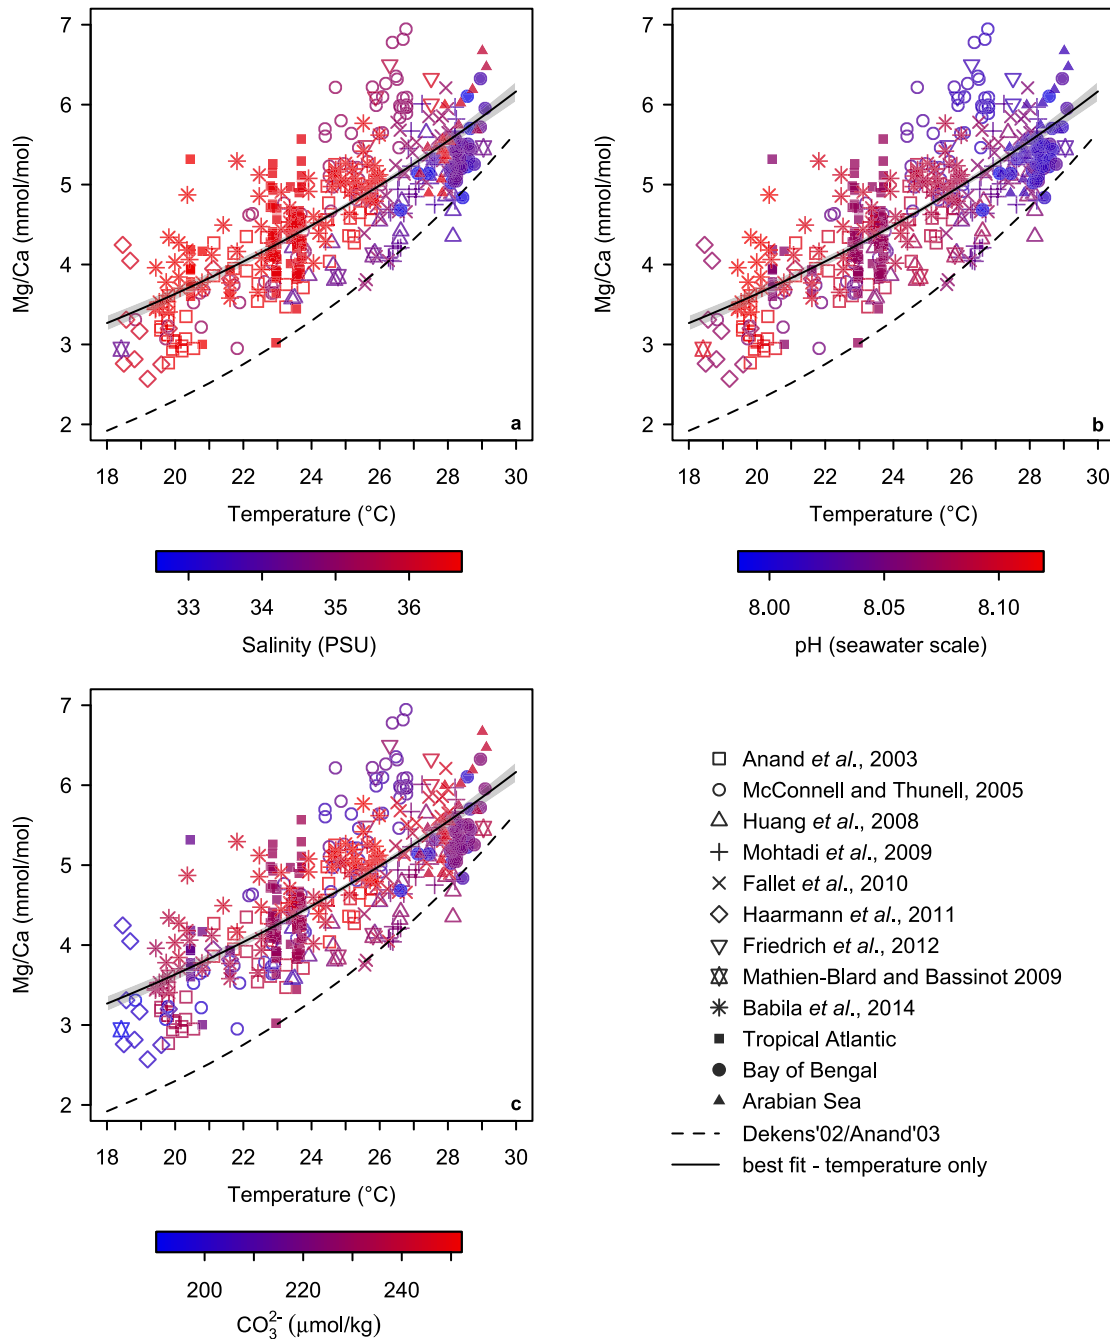 7
6
5
4
3
2
Mg/Ca (mmol/mol)
a
18 20 22 24 26 28 30
Temperature (°C)
33 34 35 36
Salinity (PSU)
7
6
5
4
3
2
Mg/Ca (mmol/mol)
b
18 20 22 24 26 28 30
Temperature (°C)
8.00 8.05 8.10
pH (seawater scale)
7
6
5
4
3
2
Mg/Ca (mmol/mol)
c
18 20 22 24 26 28 30
Temperature (°C)
200 220 240
CO₃²⁻ (μmol/kg)
Anand et al., 2003
McConnell and Thunell, 2005
Huang et al., 2008
Mohtadi et al., 2009
Fallet et al., 2010
Haarmann et al., 2011
Friedrich et al., 2012
Mathien-Blard and Bassinot 2009
Babila et al., 2014
Tropical Atlantic
Bay of Bengal
Arabian Sea
Dekens'02/Anand'03
best fit - temperature only